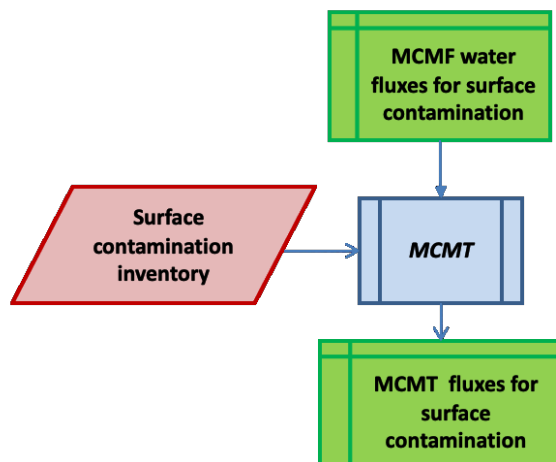 MCMF water
fluxes for surface
contamination
Surface
contamination
inventory
MCMT
MCMT fluxes for
surface
contamination